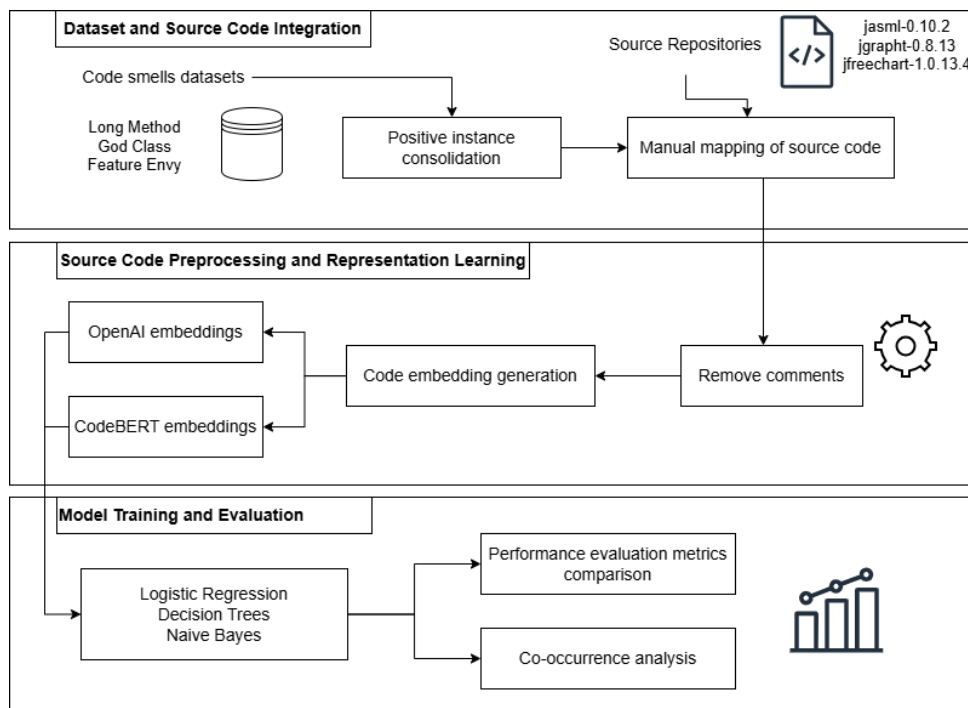 Dataset and Source Code Integration
Code smells datasets
Long Method
God Class
Feature Envy
Positive instance
consolidation
Source Repositories
</>
jasml-0.10.2
jgrapht-0.8.13
jfreechart-1.0.13.4
Manual mapping of source code
Source Code Preprocessing and Representation Learning
OpenAI embeddings
CodeBERT embeddings
Code embedding generation
Remove comments
Model Training and Evaluation
Logistic Regression
Decision Trees
Naive Bayes
Performance evaluation metrics
comparison
Co-occurrence analysis